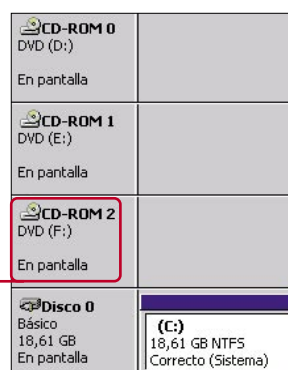 CD-ROM 0
DVD (D:)
En pantalla
CD-ROM 1
DVD (E:)
En pantalla
CD-ROM 2
DVD (F:)
En pantalla
Disco 0
Básico
18,61 GB
En pantalla
(C:)
18,61 GB NTFS
Correcto (Sistema)